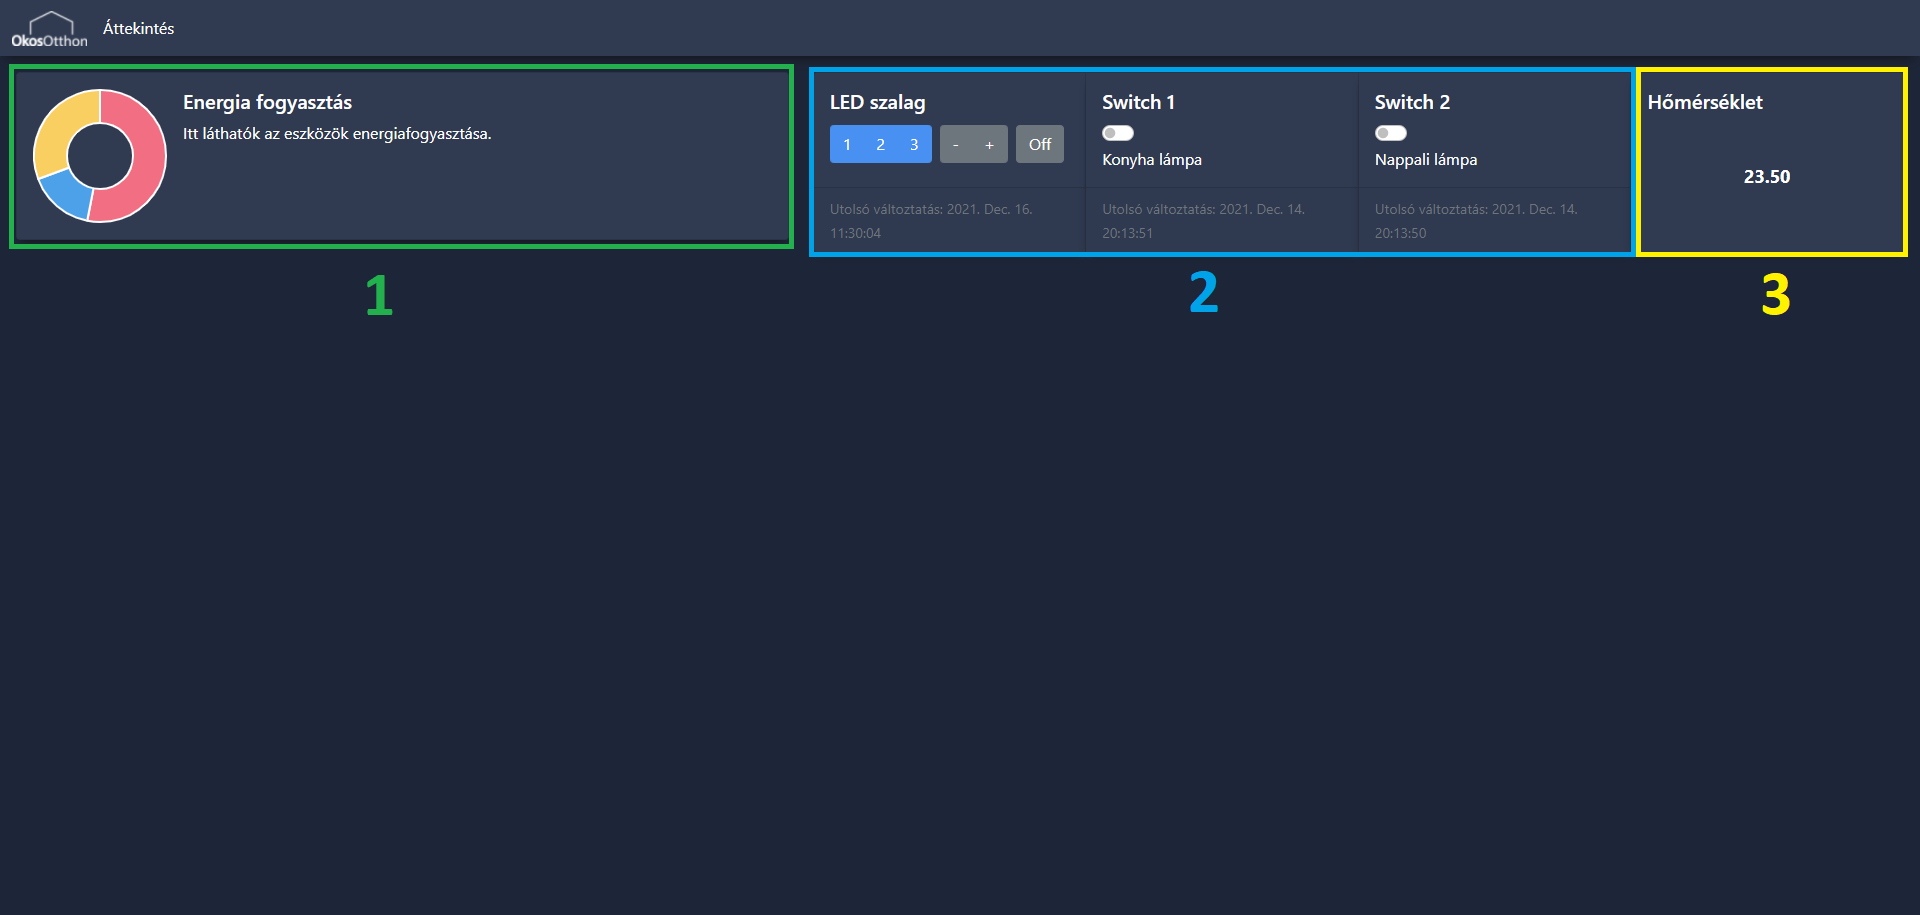 OkosOtthon
Áttekintés
Energia fogyasztás
Itt láthatók az eszközök energiafogyasztása.
LED szalag
1 2 3 - + Off
Utolsó változtatás: 2021. Dec. 16.
11:30:04
Switch 1
Konyha lámpa
Utolsó változtatás: 2021. Dec. 14.
20:13:51
Switch 2
Nappali lámpa
Utolsó változtatás: 2021. Dec. 14.
20:13:50
Hőmérséklet
23.50
1
2
3